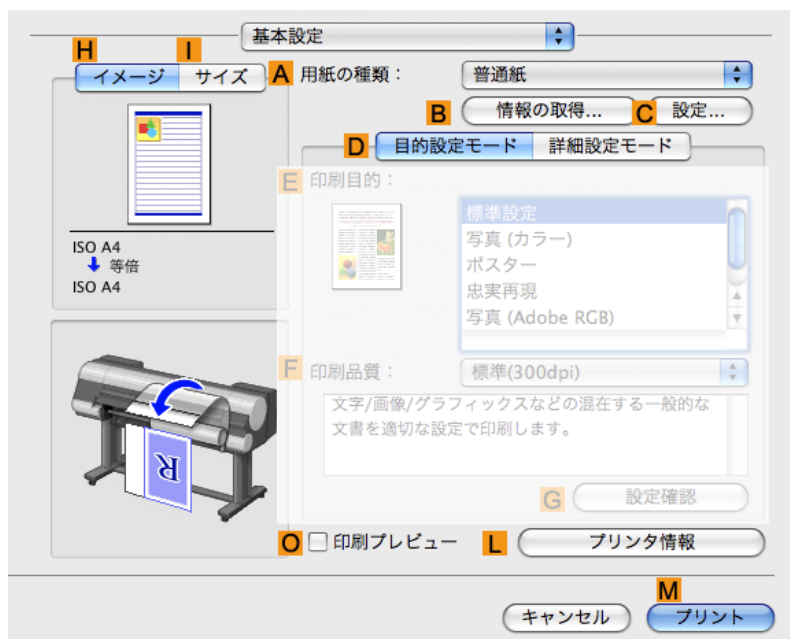 基本設定
H
I
イメージ
サイズ
A
用紙の種類：
普通紙
B
情報の取得...
C
設定...
D
目的設定モード
詳細設定モード
E
印刷目的：
標準設定
写真 (カラー)
ポスター
忠実再現
写真 (Adobe RGB)
ISO A4
等倍
ISO A4
F
印刷品質：
標準(300dpi)
文字/画像/グラフィックスなどの混在する一般的な
文書を適切な設定で印刷します。
R
G
設定確認
O
印刷プレビュー
L
プリンタ情報
M
キャンセル
プリント